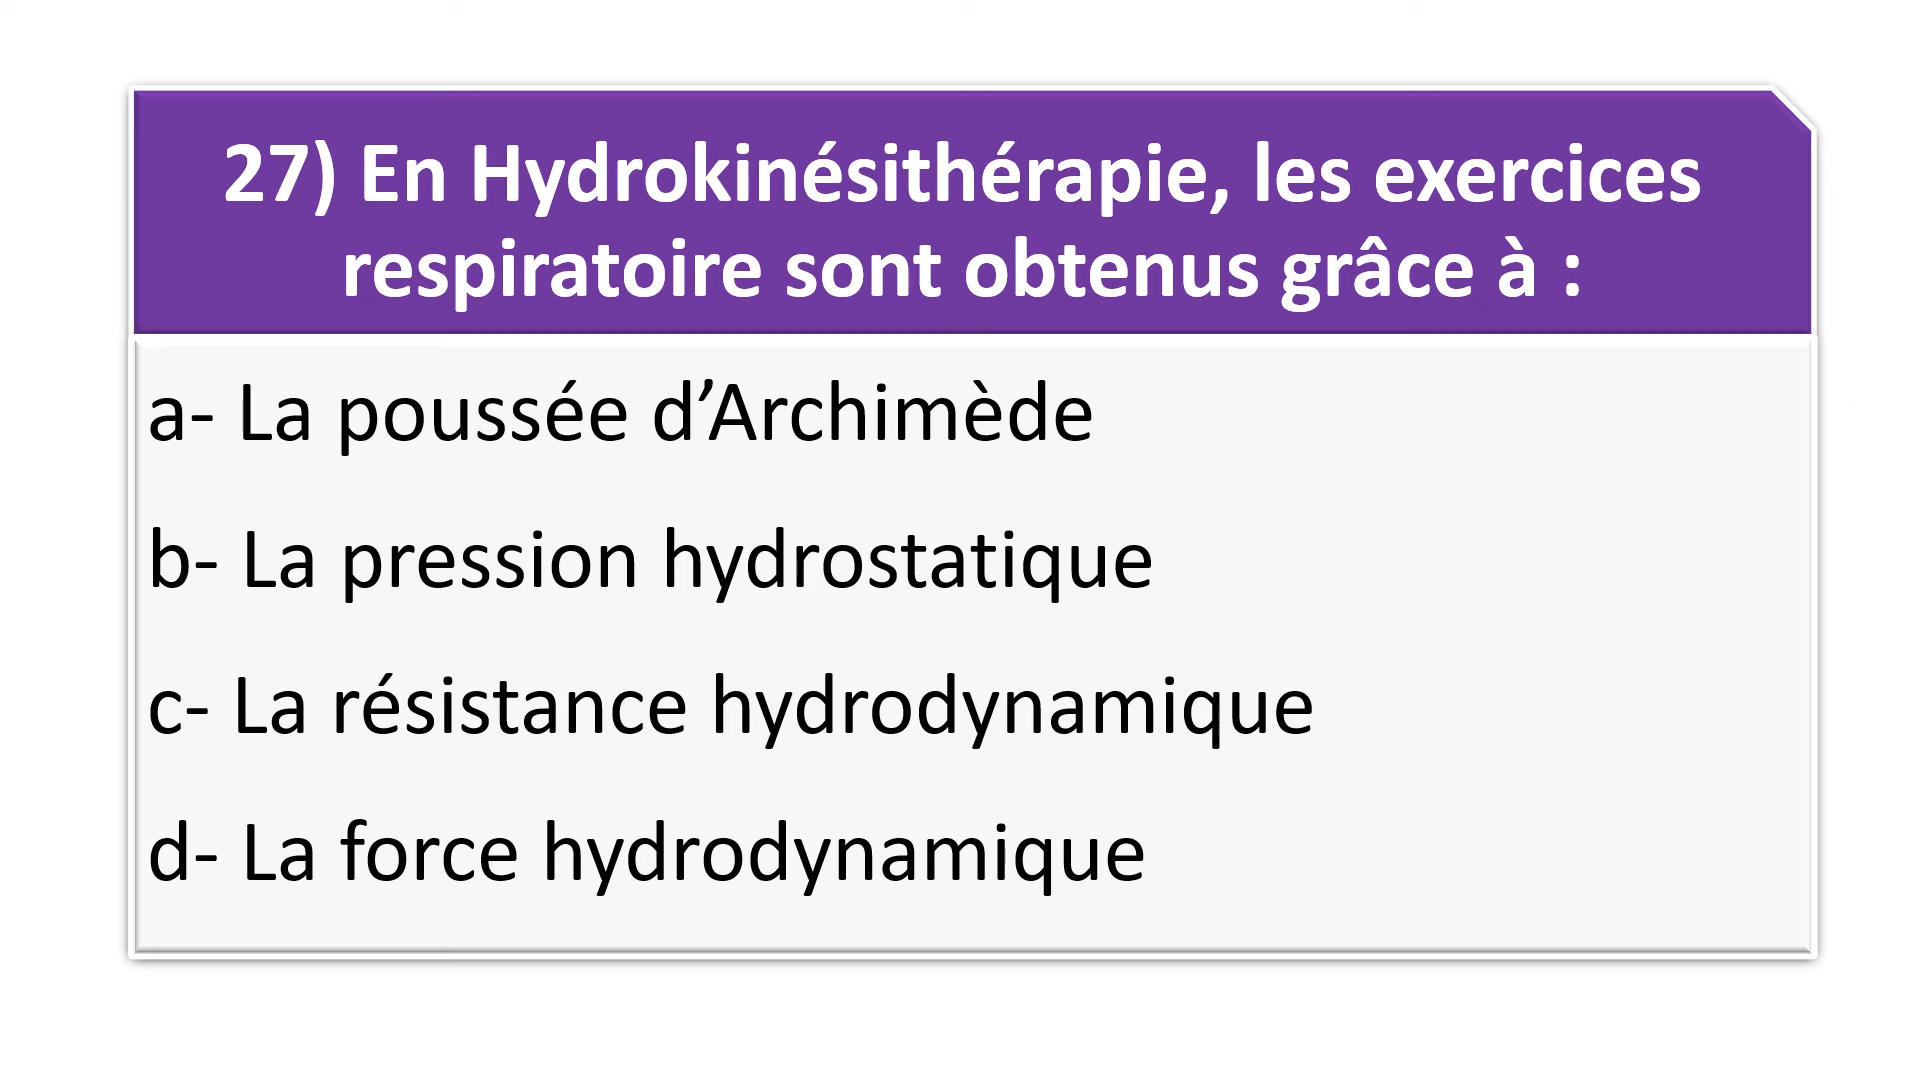 27) En Hydrokinésithérapie, les exercices
respiratoire sont obtenus grâce à :
a- La poussée d’Archimède
b- La pression hydrostatique
c- La résistance hydrodynamique
d- La force hydrodynamique